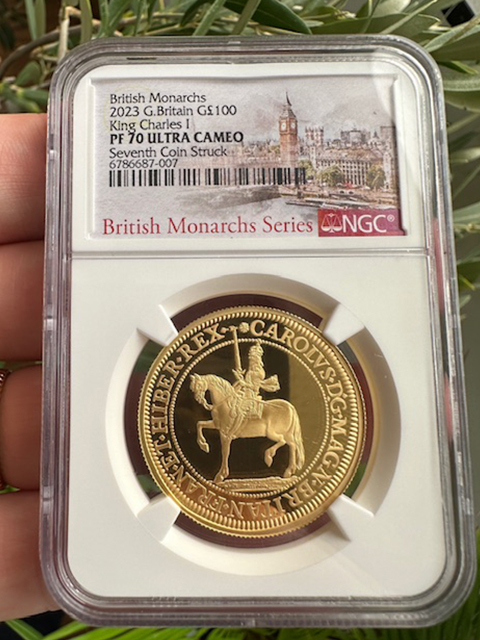 British Monarchs
2023 G.Britain G£100
King Charles I
PF 70 ULTRA CAMEO
Seventh Coin Struck
6786687-007
British Monarchs Series NGC®
CAROLVS·D:G·MAG·BRITAN·FRAN·ET·HIBER·REX·